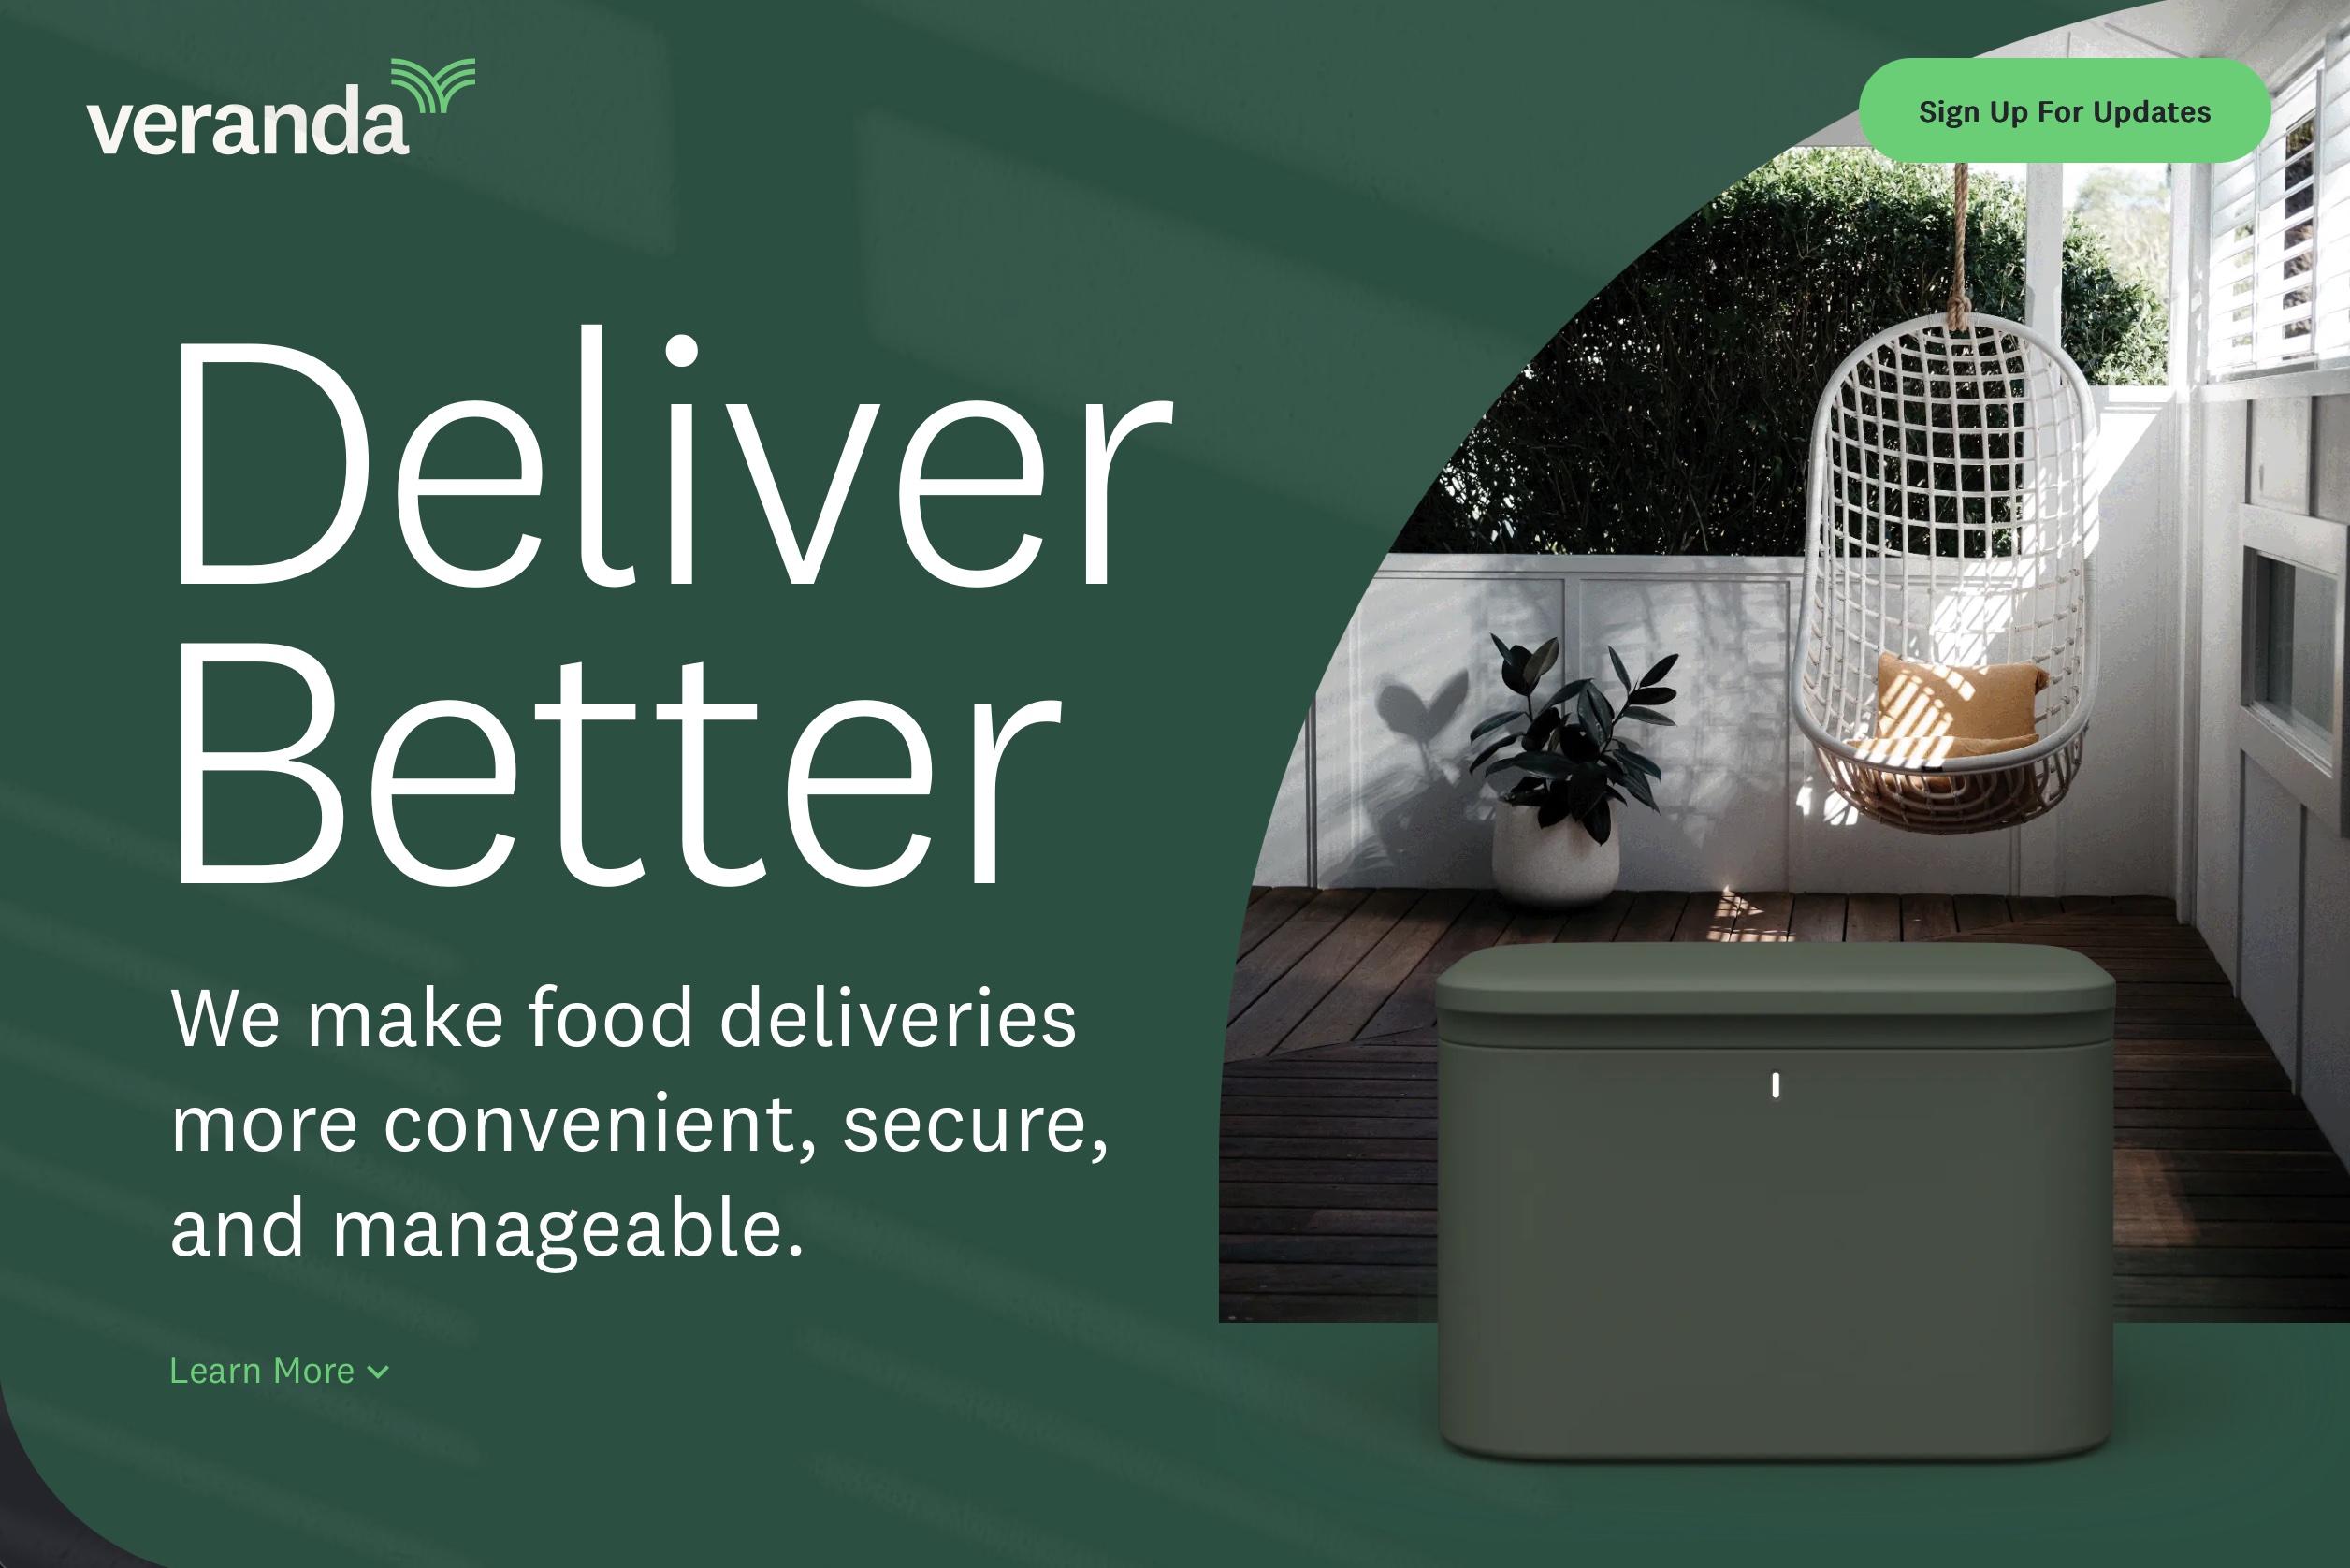 veranda
Sign Up For Updates
Deliver
Better
We make food deliveries
more convenient, secure,
and manageable.
Learn More